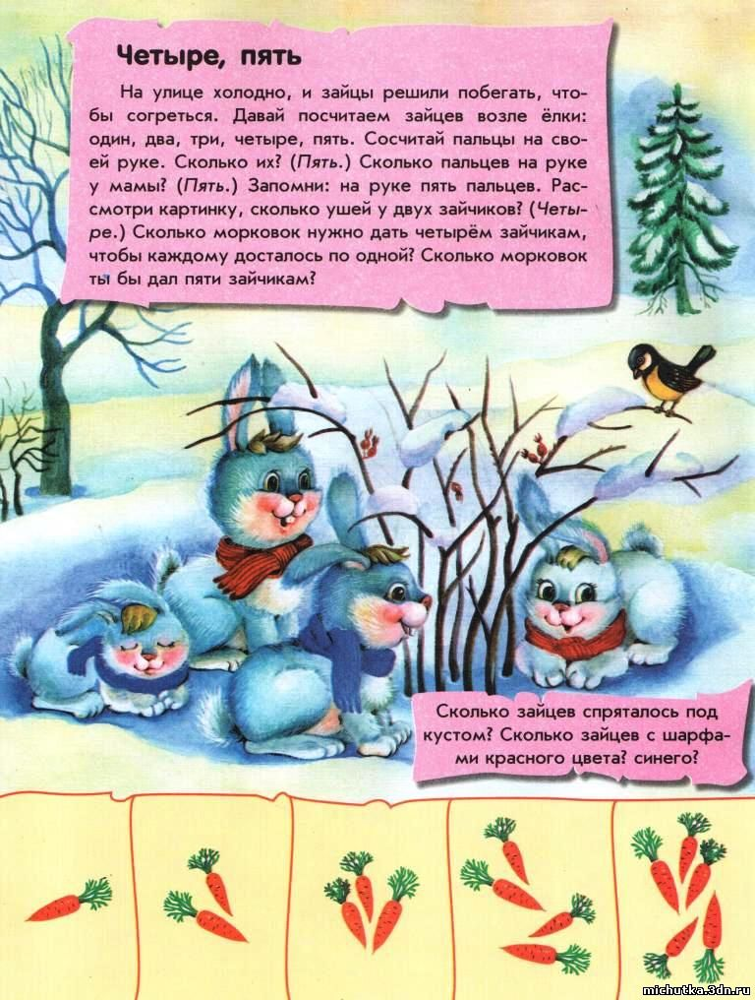 Четыре, пять
На улице холодно, и зайцы решили побегать, что-
бы согреться. Давай посчитаем зайцев возле ёлки:
один, два, три, четыре, пять. Сосчитай пальцы на сво-
ей руке. Сколько их? (Пять.) Сколько пальцев на руке
у мамы? (Пять.) Запомни: на руке пять пальцев. Рас-
смотри картинку, сколько ушей у двух зайчиков? (Четы-
ре.) Сколько морковок нужно дать четырём зайчикам,
чтобы каждому досталось по одной? Сколько морковок
ты бы дал пяти зайчикам?
Сколько зайцев спряталось под
кустом? Сколько зайцев с шарфа-
ми красного цвета? синего?
michutka.3dn.ru